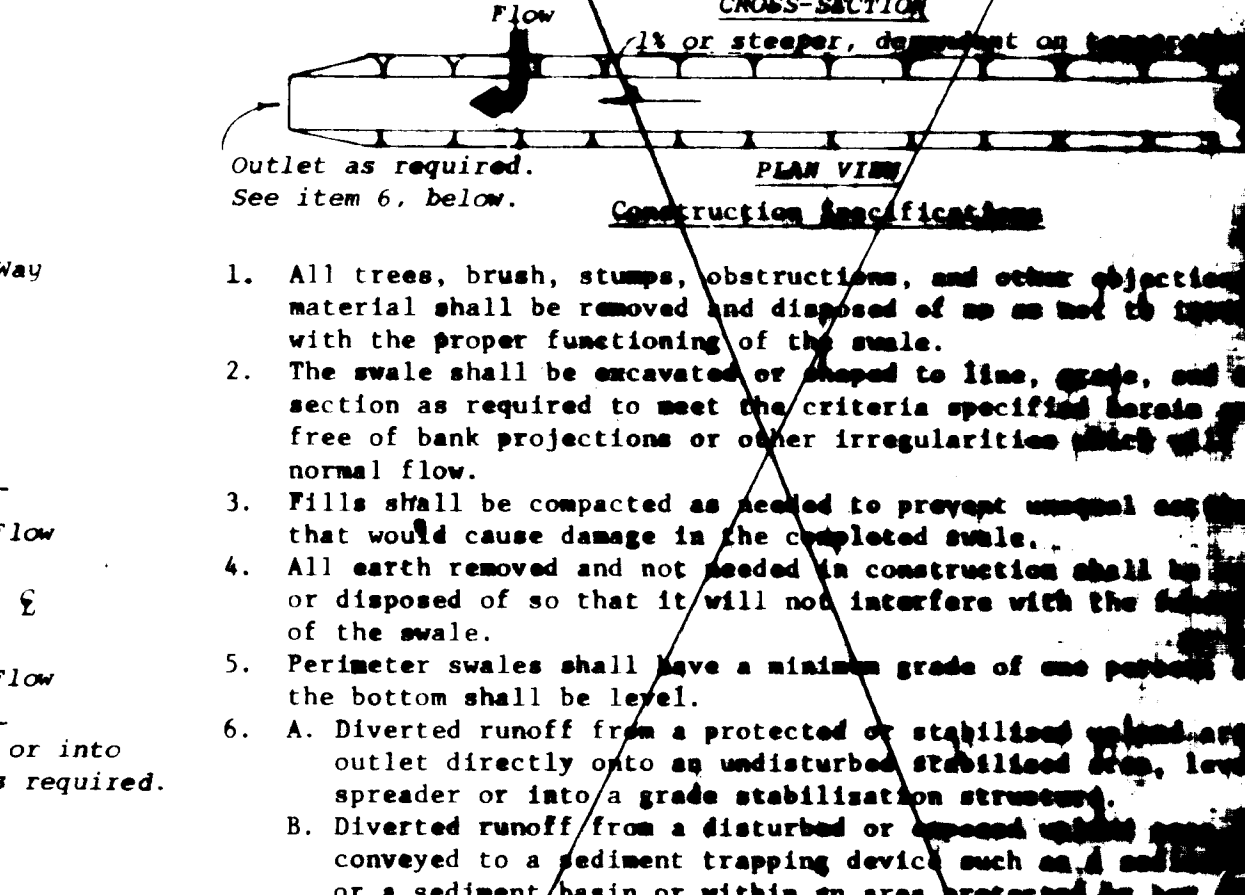 CROSS-SECTION
Flow
1% or steeper, dependent on
Outlet as required.
See item 6, below.
PLAN VIEW
Construction Specifications
Way
1. All trees, brush, stumps, obstructions, and other
material shall be removed and disposed of so as not to
with the proper functioning of the swale.
2. The swale shall be excavated or shaped to line, grade, and
section as required to meet the criteria specified herein
free of bank projections or other irregularities which will
normal flow.
3. Fills shall be compacted as needed to prevent unequal
Flow
that would cause damage in the completed swale.
4. All earth removed and not needed in construction shall be
℄
or disposed of so that it will not interfere with the
of the swale.
5. Perimeter swales shall have a minimum grade of one
Flow
the bottom shall be level.
6. A. Diverted runoff from a protected or stabilized upland
or into
outlet directly onto an undisturbed stabilized area,
required.
spreader or into a grade stabilization structure.
B. Diverted runoff from a disturbed or exposed upland
conveyed to a sediment trapping device such as a
or a sediment basin or within an area protected by